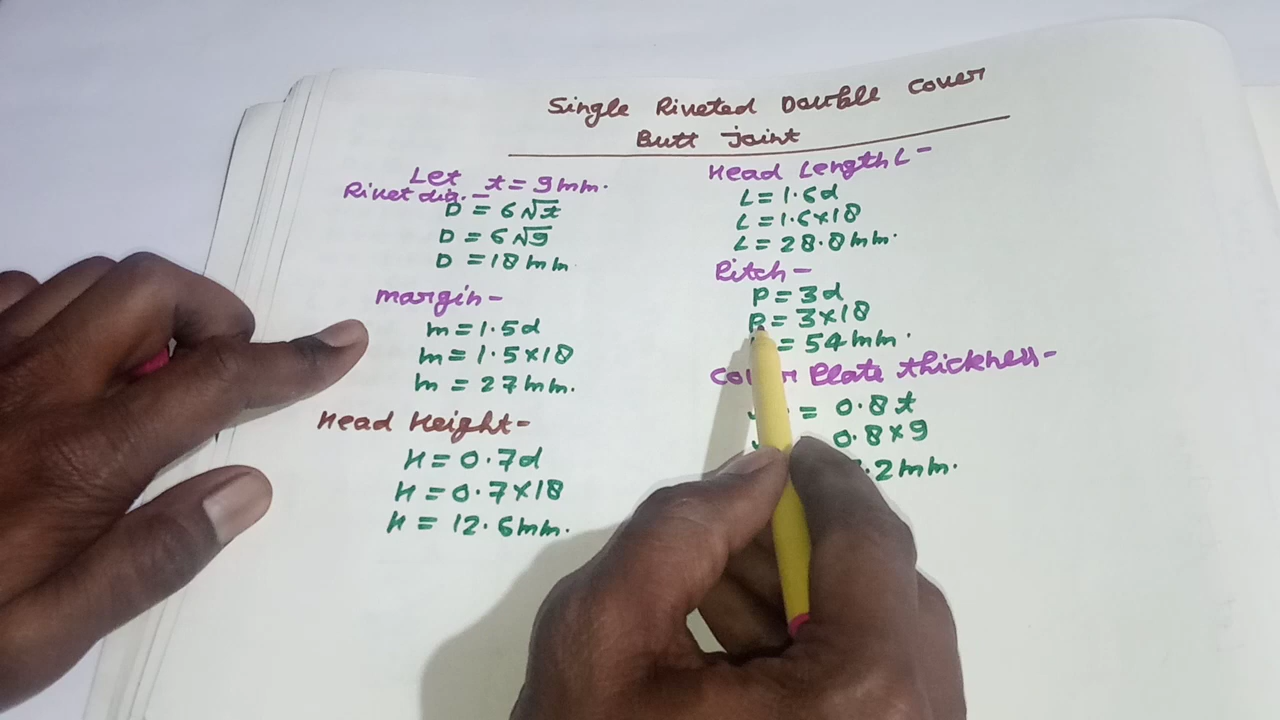 Single Riveted Double Cover
Butt joint
Let t = 9mm.
Rivet dia. –
D = 6√t
D = 6√9
D = 18mm
margin –
m = 1.5d
m = 1.5×18
m = 27mm.
Head Height –
H = 0.7d
H = 0.7×18
H = 12.6mm.
Head Length L –
L = 1.6d
L = 1.6×18
L = 28.8mm.
Pitch –
P = 3d
P = 3×18
= 54mm.
Plate thickness –
= 0.8t
0.8×9
.2mm.